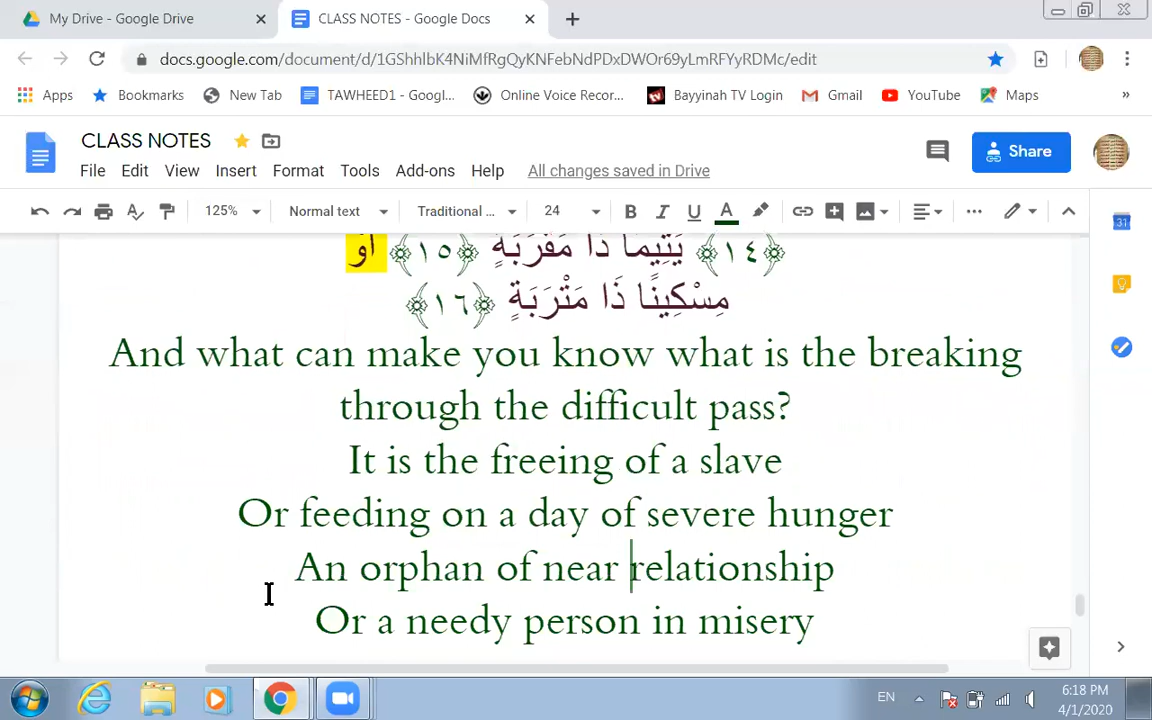 My Drive - Google Drive
CLASS NOTES - Google Docs
docs.google.com/document/d/1GShhlbK4NiMfRgQyKNFebNdPDxDWOr69yLmRFYyRDMc/edit
Apps Bookmarks New Tab TAWHEED1 - Googl... Online Voice Recor... Bayyinah TV Login Gmail YouTube Maps »
CLASS NOTES
Share
File Edit View Insert Format Tools Add-ons Help All changes saved in Drive
125% Normal text Traditional ... 24 B I U A
31
﴿١٤﴾ يَتِيمًا ذَا مَقْرَبَةٍ ﴿١٥﴾ أَوْ
مِسْكِينًا ذَا مَتْرَبَةٍ ﴿١٦﴾
And what can make you know what is the breaking
through the difficult pass?
It is the freeing of a slave
Or feeding on a day of severe hunger
An orphan of near relationship
Or a needy person in misery
EN 6:18 PM
4/1/2020